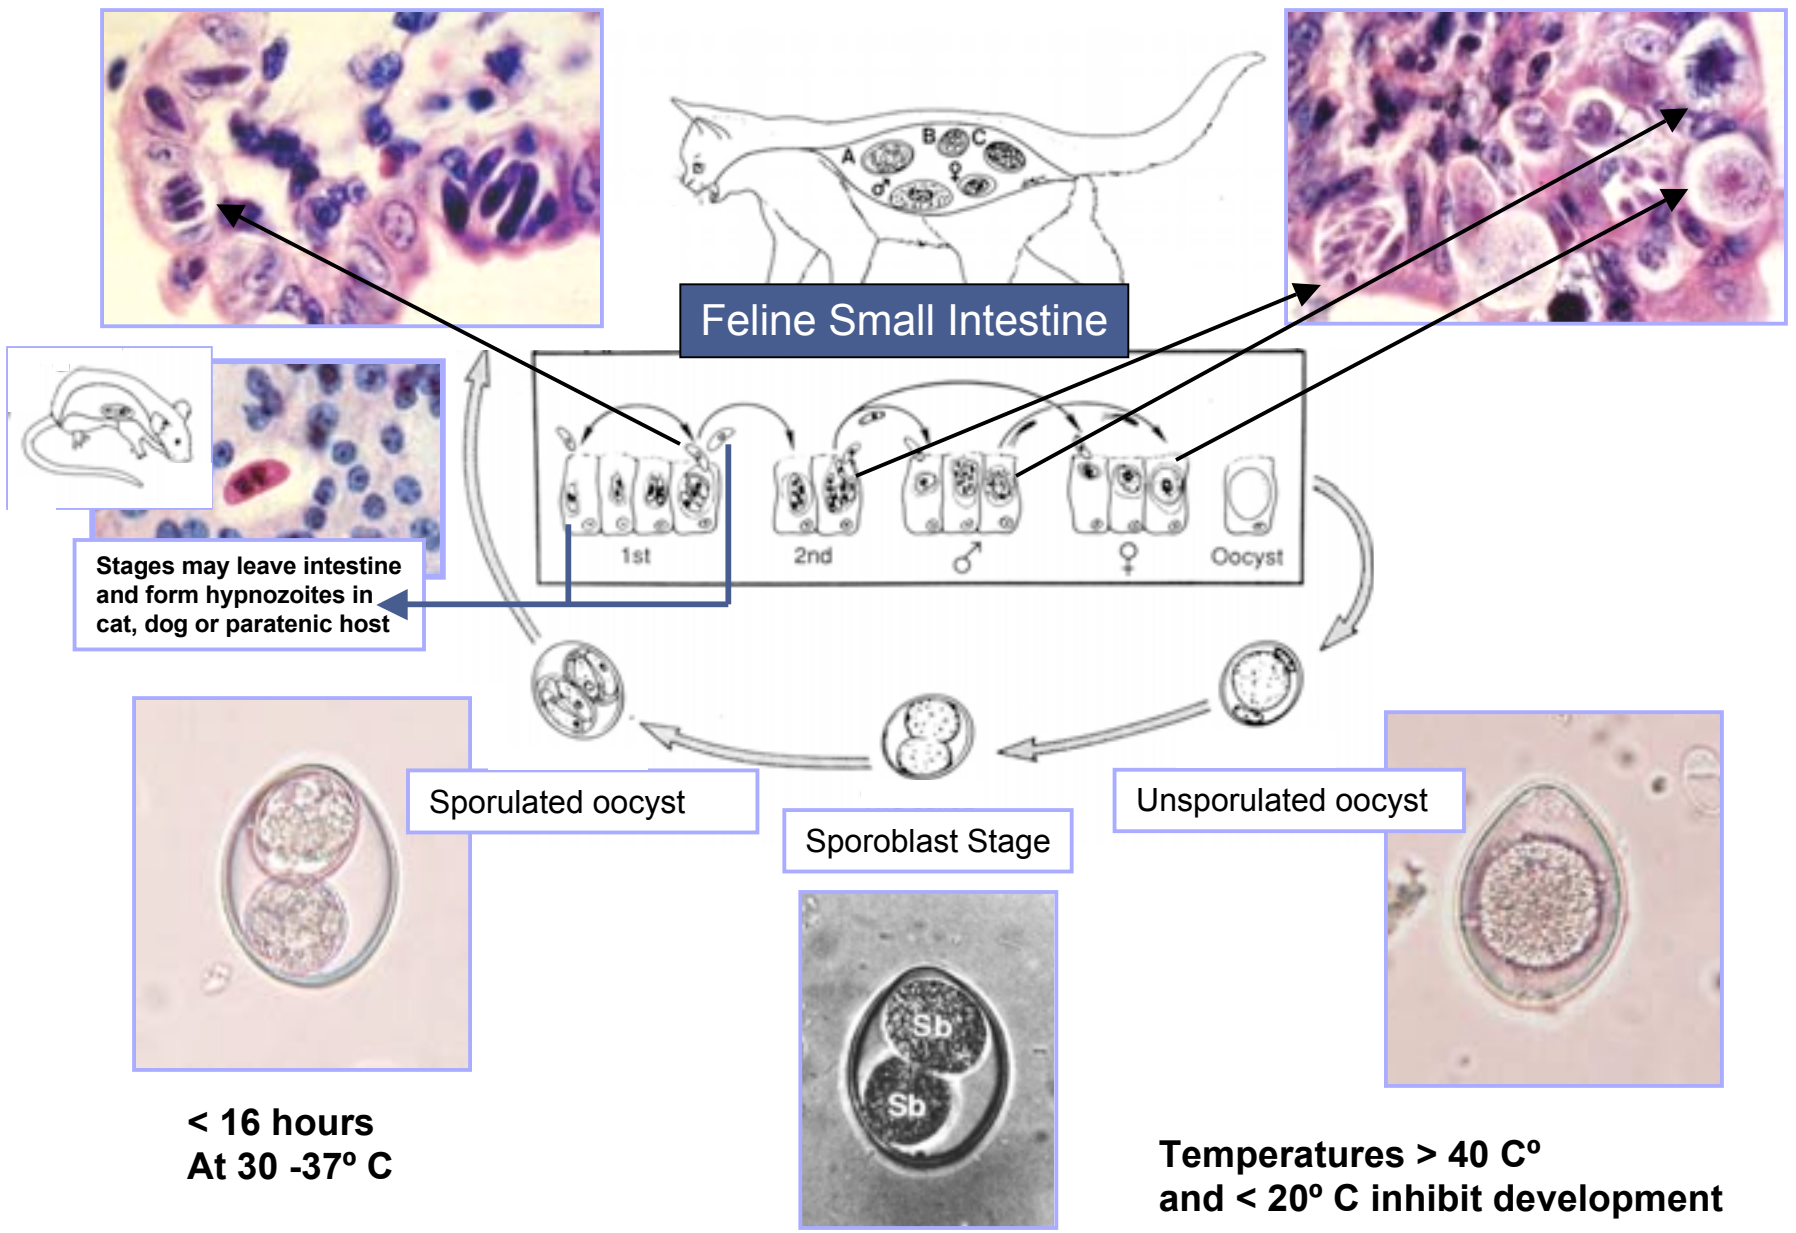 A
B
C
♂
♀
Feline Small Intestine
1st
2nd
♂
♀
Oocyst
Stages may leave intestine
and form hypnozoites in
cat, dog or paratenic host
Sporulated oocyst
Unsporulated oocyst
Sporoblast Stage
Sb
Sb
< 16 hours
At 30 -37º C
Temperatures > 40 Cº
and < 20º C inhibit development